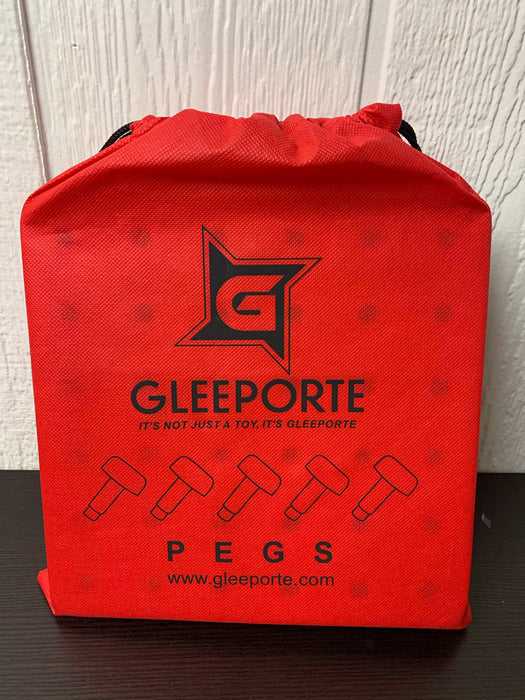 G
GLEEPORTE
IT'S NOT JUST A TOY, IT'S GLEEPORTE
PEGS
www.gleeporte.com